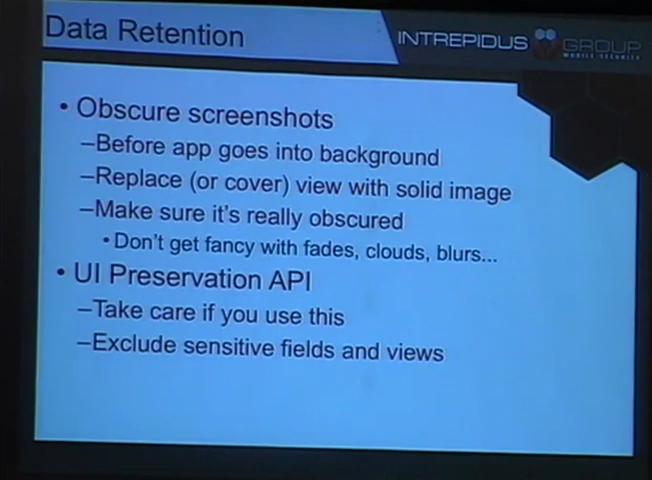 Data Retention
INTREPIDUS GROUP
MOBILE SECURITY
• Obscure screenshots
–Before app goes into background
–Replace (or cover) view with solid image
–Make sure it's really obscured
• Don't get fancy with fades, clouds, blurs...
• UI Preservation API
–Take care if you use this
–Exclude sensitive fields and views